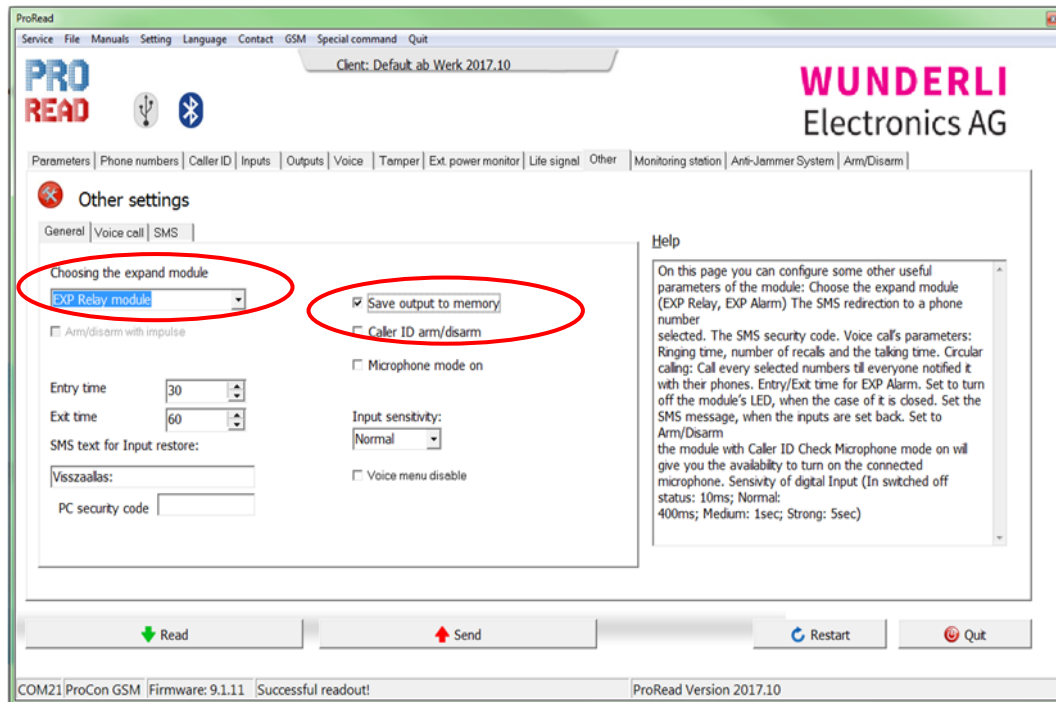 ProRead
Service File Manuals Setting Language Contact GSM Special command Quit
Client: Default ab Werk 2017.10
PRO
READ
WUNDERLI
Electronics AG
Parameters Phone numbers Caller ID Inputs Outputs Voice Tamper Ext. power monitor Life signal Other Monitoring station Anti-Jammer System Arm/Disarm
Other settings
General Voice call SMS
Choosing the expand module
EXP Relay module
Arm/disarm with impulse
Entry time 30
Exit time 60
SMS text for Input restore:
Visszaallas:
PC security code
Save output to memory
Caller ID arm/disarm
Microphone mode on
Input sensitivity:
Normal
Voice menu disable
Help
On this page you can configure some other useful
parameters of the module: Choose the expand module
(EXP Relay, EXP Alarm) The SMS redirection to a phone
number
selected. The SMS security code. Voice call's parameters:
Ringing time, number of recalls and the talking time. Circular
caling: Call every selected numbers til everyone notified it
with their phones. Entry/Exit time for EXP Alarm. Set to turn
off the module's LED, when the case of it is closed. Set the
SMS message, when the inputs are set back. Set to
Arm/Disarm
the module with Caller ID Check Microphone mode on will
give you the availability to turn on the connected
microphone. Sensivity of digital Input (In switched off
status: 10ms; Normal:
400ms; Medium: 1sec; Strong: 5sec)
Read Send Restart Quit
COM21 ProCon GSM Firmware: 9.1.11 Successful readout! ProRead Version 2017.10